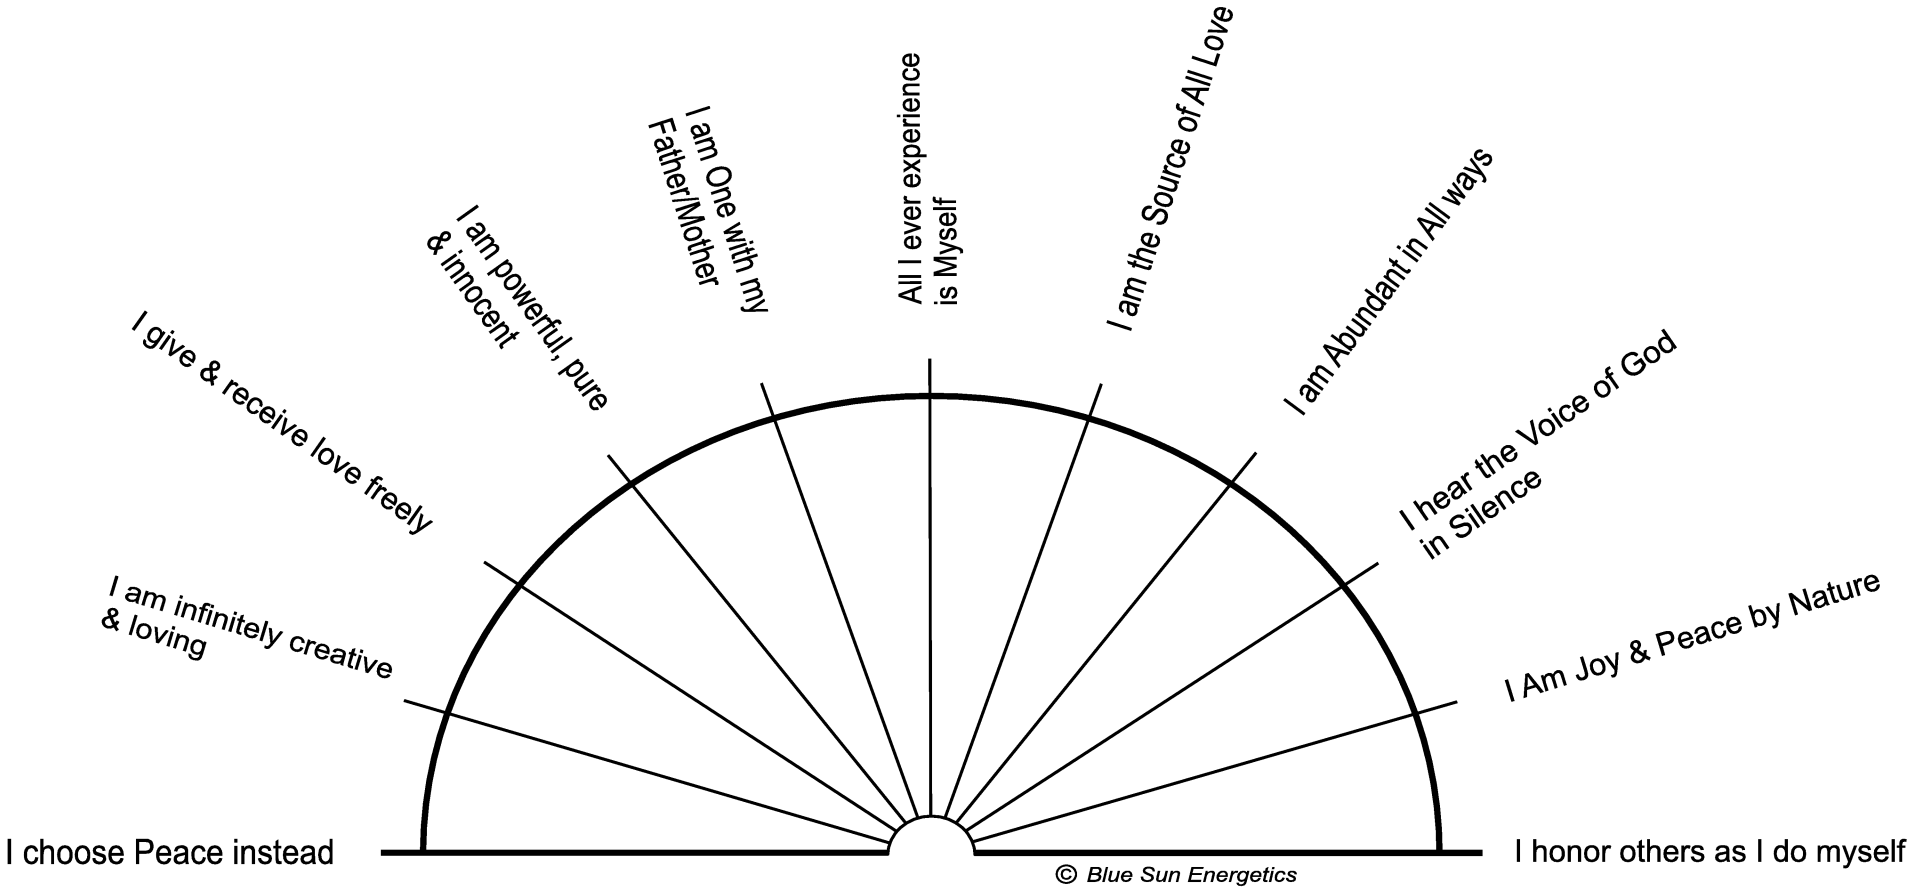 I choose Peace instead
I am infinitely creative
& loving
I give & receive love freely
I am powerful, pure
& innocent
I am One with my
Father/Mother
All I ever experience
is Myself
I am the Source of All Love
I am Abundant in All ways
I hear the Voice of God
in Silence
I Am Joy & Peace by Nature
I honor others as I do myself
© Blue Sun Energetics